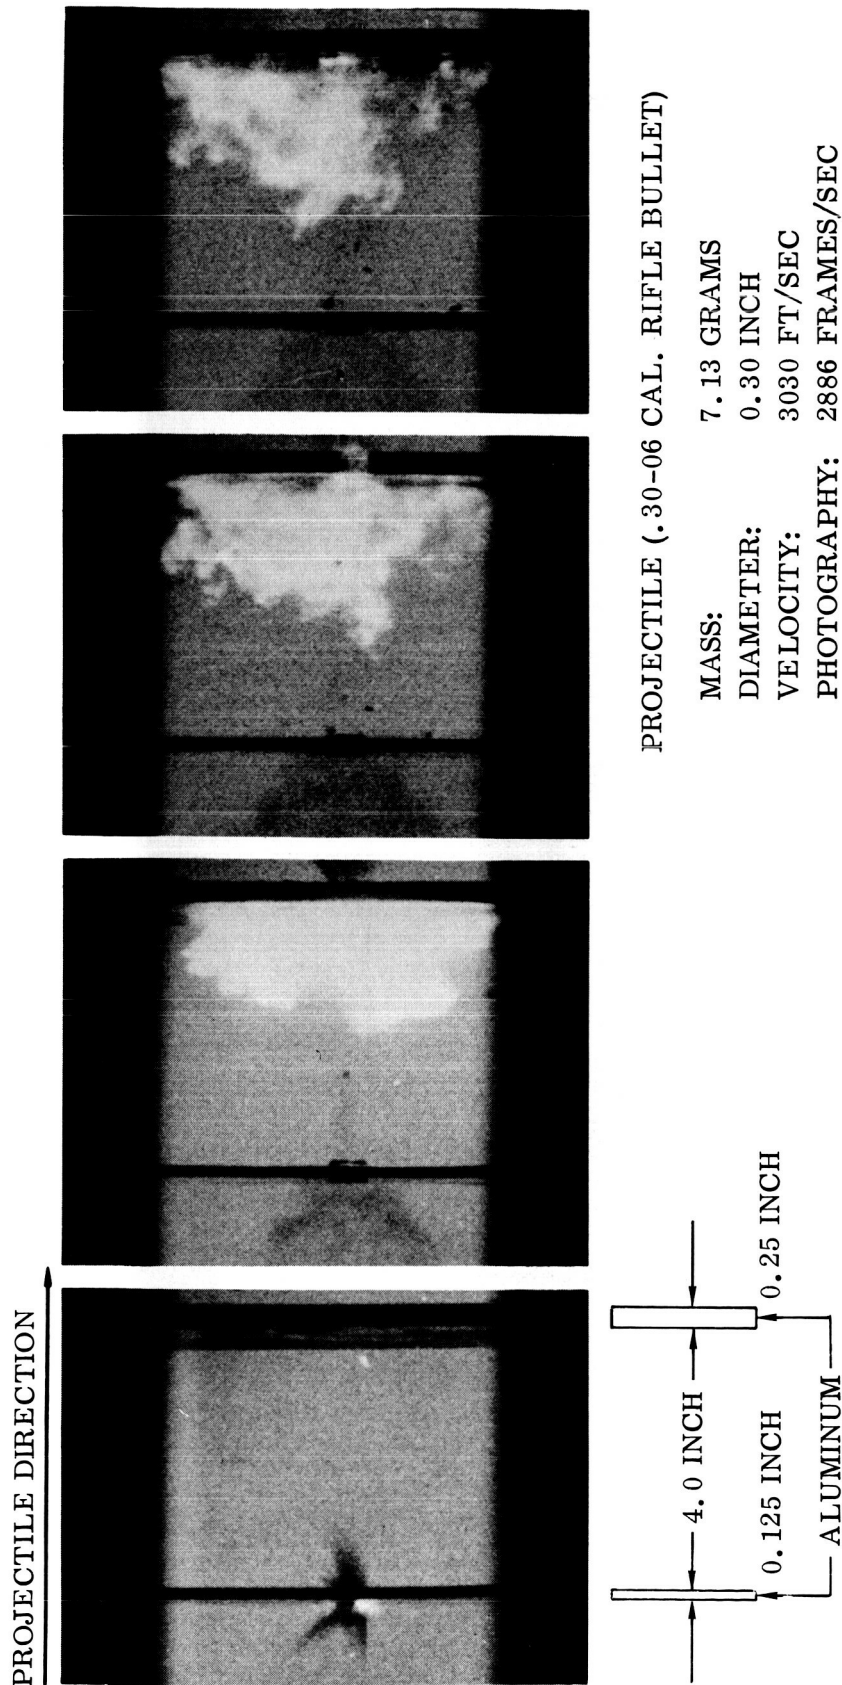 PROJECTILE DIRECTION
4.0 INCH
0.125 INCH
0.25 INCH
ALUMINUM
PROJECTILE (.30-06 CAL. RIFLE BULLET)
MASS: 7.13 GRAMS
DIAMETER: 0.30 INCH
VELOCITY: 3030 FT/SEC
PHOTOGRAPHY: 2886 FRAMES/SEC